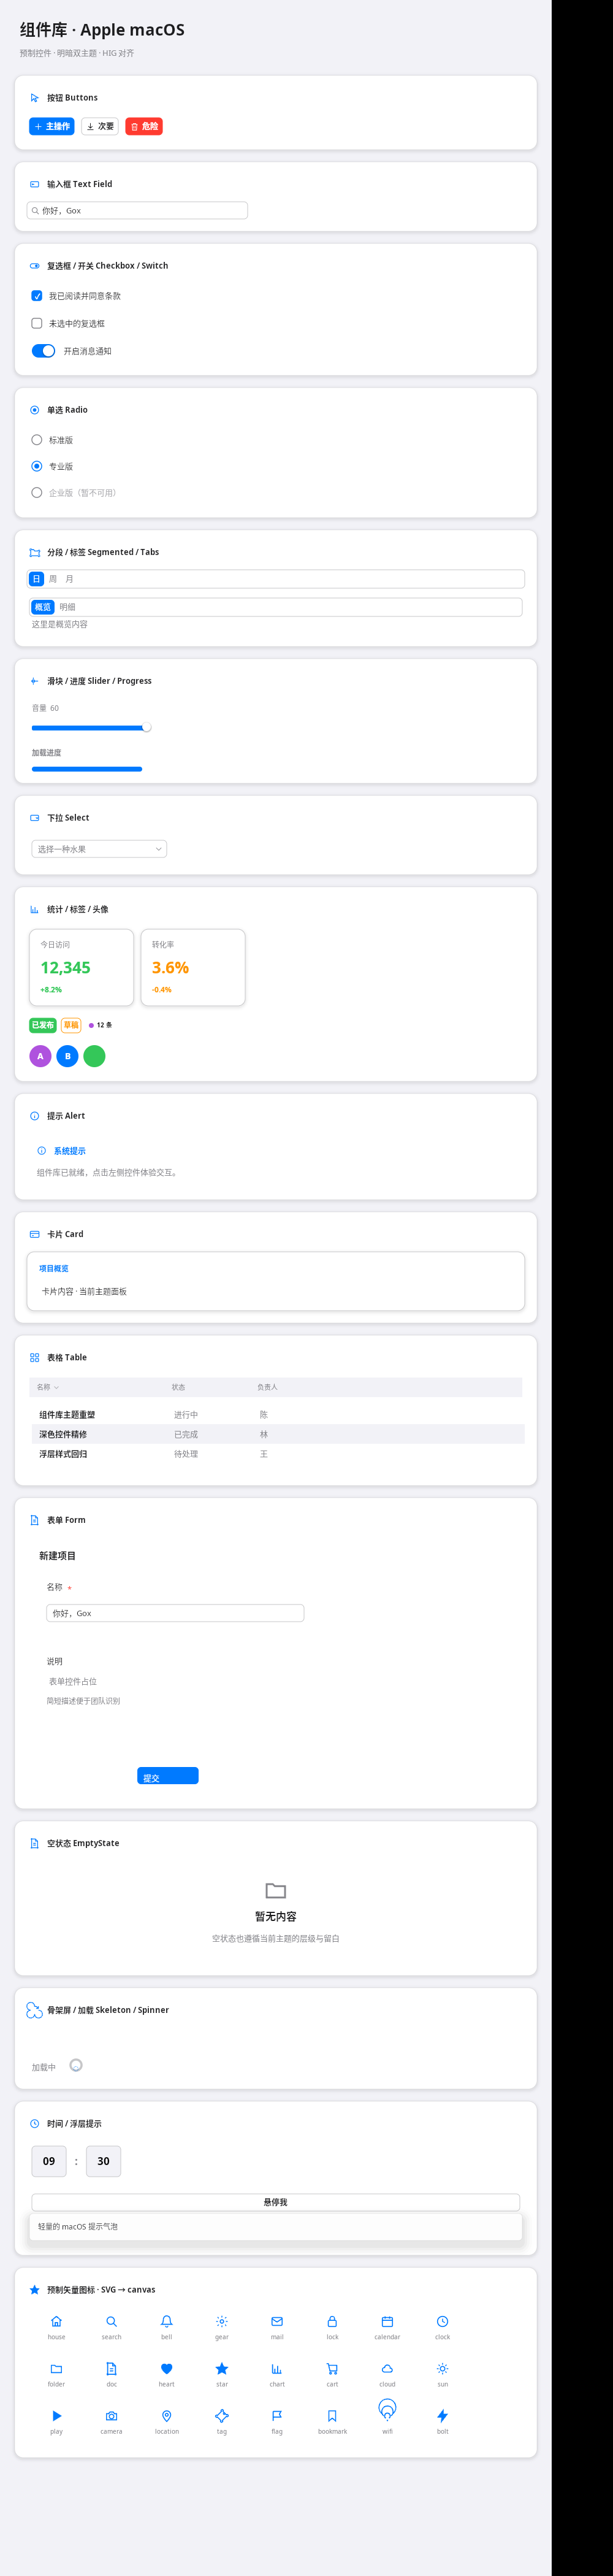 组件库 · Apple macOS
预制控件 · 明暗双主题 · HIG 对齐
按钮 Buttons
主操作 次要 危险
输入框 Text Field
你好，Gox
复选框 / 开关 Checkbox / Switch
我已阅读并同意条款
未选中的复选框
开启消息通知
单选 Radio
标准版
专业版
企业版（暂不可用）
分段 / 标签 Segmented / Tabs
日 周 月
概览 明细
这里是概览内容
滑块 / 进度 Slider / Progress
音量 60
加载进度
下拉 Select
选择一种水果
统计 / 标签 / 头像
今日访问 转化率
12,345 3.6%
+8.2% -0.4%
已发布 草稿 12 条
A B
提示 Alert
系统提示
组件库已就绪，点击左侧控件体验交互。
卡片 Card
项目概览
卡片内容 · 当前主题面板
表格 Table
名称 状态 负责人
组件库主题重塑 进行中 陈
深色控件精修 已完成 林
浮层样式回归 待处理 王
表单 Form
新建项目
名称 *
你好，Gox
说明
表单控件占位
简短描述便于团队识别
提交
空状态 EmptyState
暂无内容
空状态也遵循当前主题的层级与留白
骨架屏 / 加载 Skeleton / Spinner
加载中
时间 / 浮层提示
09 : 30
悬停我
轻量的 macOS 提示气泡
预制矢量图标 · SVG → canvas
house search bell gear mail lock calendar clock
folder doc heart star chart cart cloud sun
play camera location tag flag bookmark wifi bolt